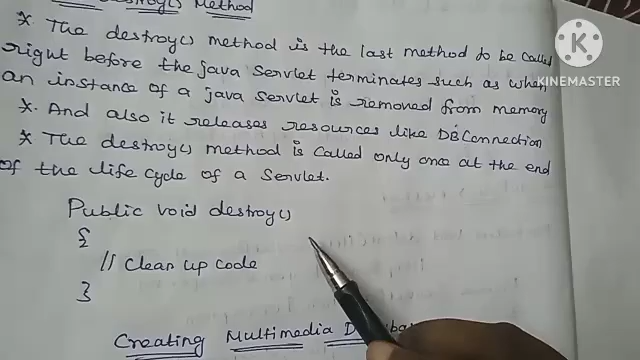 destroy() Method
* The destroy() method is the last method to be called
right before the java servlet terminates such as when
an instance of a java servlet is removed from memory
*. And also it releases resources like DB Connection
* The destroy() method is called only once at the end
of the life cycle of a Servlet.
Public void destroy()
{
// Clean up code
}
Creating Multimedia
KINEMASTER